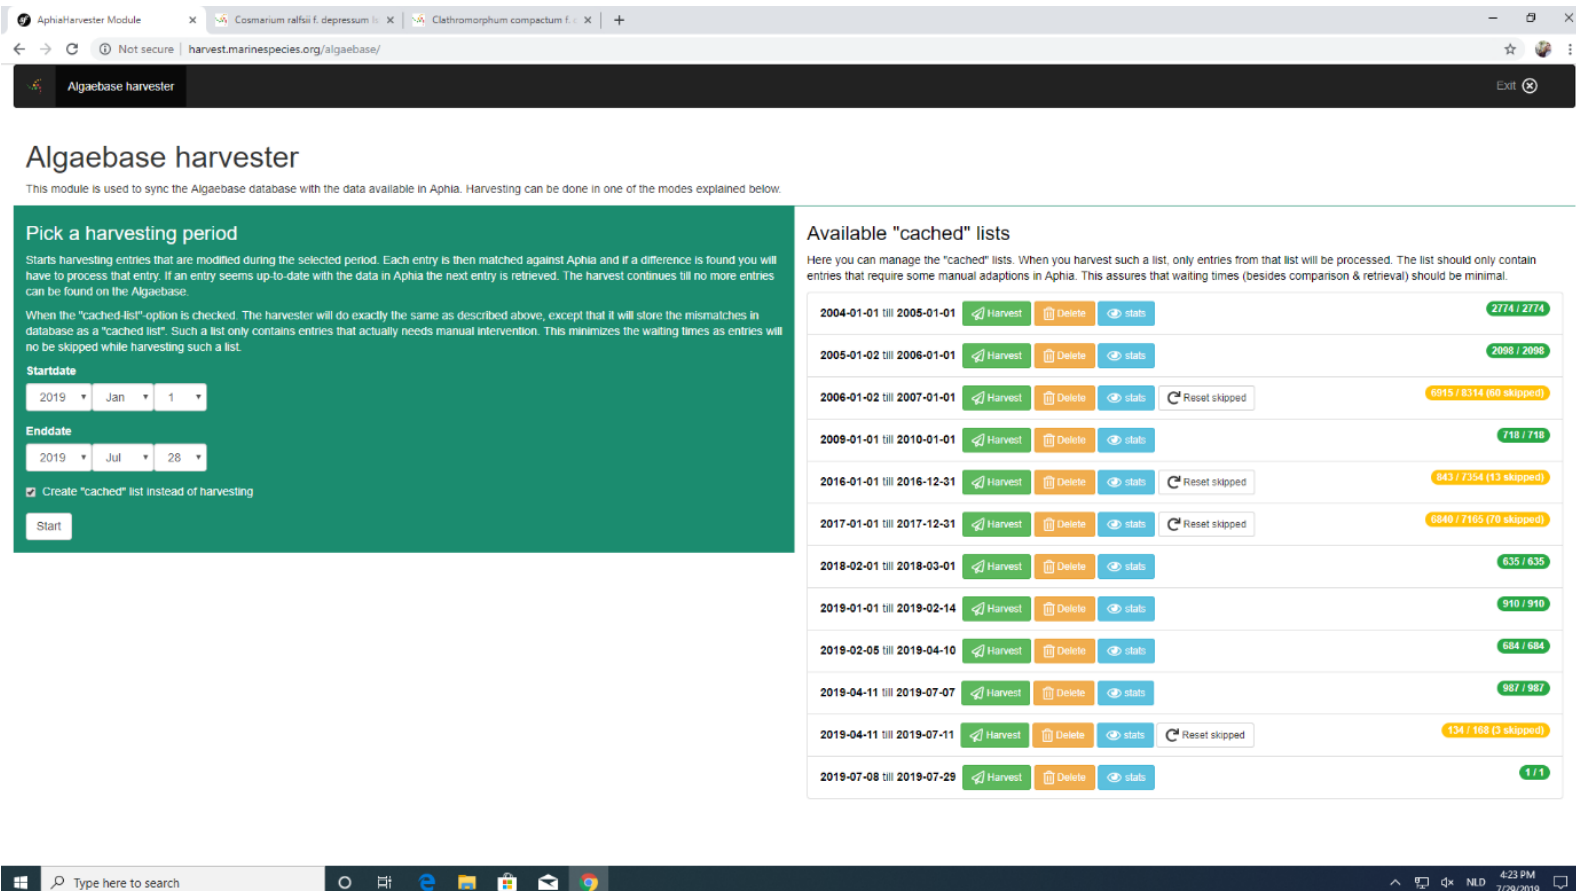 AphiaHarvester Module
Cosmarium ralfsii f. depressum
Clathromorphum compactum f.
Not secure | harvest.marinespecies.org/algaebase/
Algaebase harvester
Exit
Algaebase harvester
This module is used to sync the Algaebase database with the data available in Aphia. Harvesting can be done in one of the modes explained below.
Pick a harvesting period
Starts harvesting entries that are modified during the selected period. Each entry is then matched against Aphia and if a difference is found you will
have to process that entry. If an entry seems up-to-date with the data in Aphia the next entry is retrieved. The harvest continues till no more entries
can be found on the Algaebase.
When the "cached-list"-option is checked. The harvester will do exactly the same as described above, except that it will store the mismatches in
database as a "cached list". Such a list only contains entries that actually needs manual intervention. This minimizes the waiting times as entries will
no be skipped while harvesting such a list.
Startdate
2019 Jan 1
Enddate
2019 Jul 28
Create "cached" list instead of harvesting
Start
Available "cached" lists
Here you can manage the "cached" lists. When you harvest such a list, only entries from that list will be processed. The list should only contain
entries that require some manual adaptions in Aphia. This assures that waiting times (besides comparison & retrieval) should be minimal.
2004-01-01 till 2005-01-01 Harvest Delete stats 2774 / 2774
2005-01-02 till 2006-01-01 Harvest Delete stats 2098 / 2098
2006-01-02 till 2007-01-01 Harvest Delete stats Reset skipped 6915 / 8314 (60 skipped)
2009-01-01 till 2010-01-01 Harvest Delete stats 718 / 718
2016-01-01 till 2016-12-31 Harvest Delete stats Reset skipped 843 / 7354 (13 skipped)
2017-01-01 till 2017-12-31 Harvest Delete stats Reset skipped 6840 / 7165 (70 skipped)
2018-02-01 till 2018-03-01 Harvest Delete stats 635 / 635
2019-01-01 till 2019-02-14 Harvest Delete stats 910 / 910
2019-02-05 till 2019-04-10 Harvest Delete stats 684 / 684
2019-04-11 till 2019-07-07 Harvest Delete stats 987 / 987
2019-04-11 till 2019-07-11 Harvest Delete stats Reset skipped 134 / 168 (3 skipped)
2019-07-08 till 2019-07-29 Harvest Delete stats 1 / 1
Type here to search
NLD
4:23 PM
7/29/2019